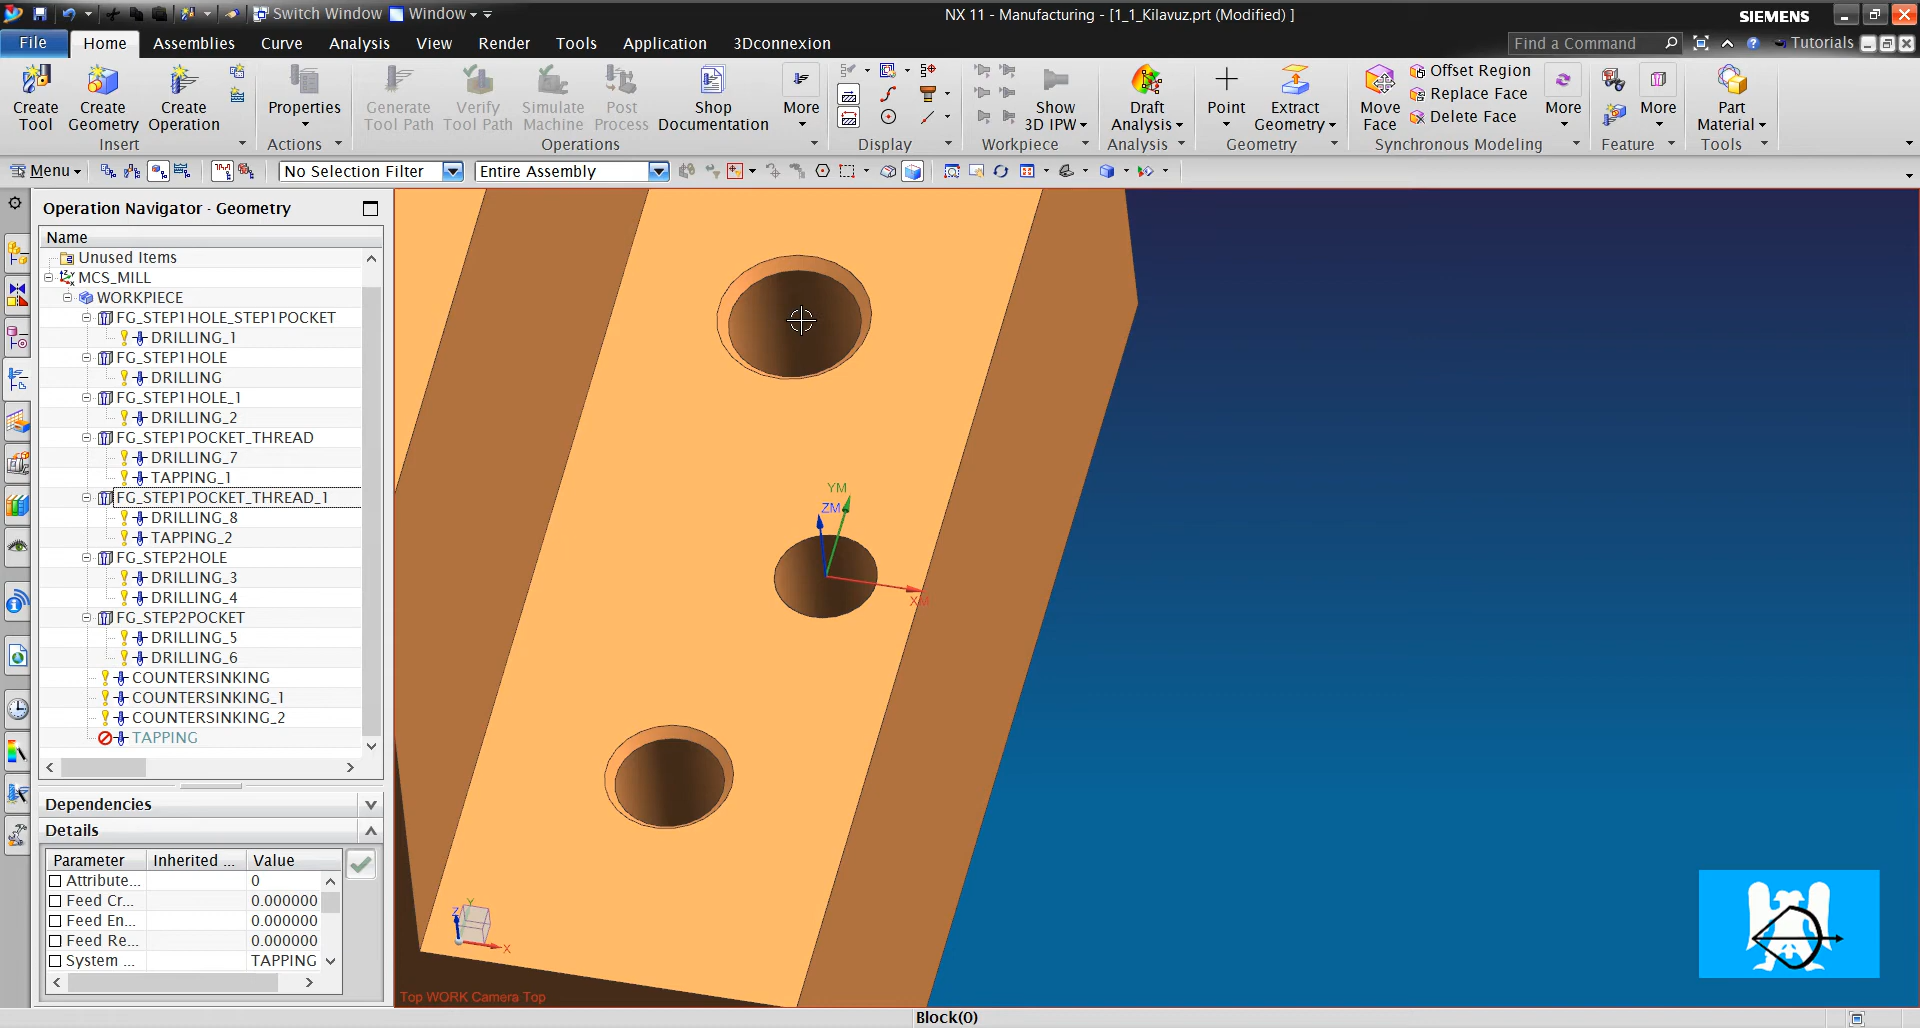 Switch Window Window NX 11 - Manufacturing - [1_1_Kilavuz.prt (Modified) ] SIEMENS
File Home Assemblies Curve Analysis View Render Tools Application 3Dconnexion Find a Command Tutorials
Create Tool
Create Geometry
Create Operation
Insert
Properties
Actions
Generate Tool Path
Verify Tool Path
Simulate Machine
Post Process
Shop Documentation
More
Operations
Display
Show 3D IPW
Workpiece
Draft Analysis
Analysis
Point
Extract Geometry
Geometry
Move Face
Offset Region
Replace Face
Delete Face
More
Synchronous Modeling
More
Feature
Part Material
Tools
Menu No Selection Filter Entire Assembly
Operation Navigator - Geometry
Name
Unused Items
MCS_MILL
WORKPIECE
FG_STEP1HOLE_STEP1POCKET
DRILLING_1
FG_STEP1HOLE
DRILLING
FG_STEP1HOLE_1
DRILLING_2
FG_STEP1POCKET_THREAD
DRILLING_7
TAPPING_1
FG_STEP1POCKET_THREAD_1
DRILLING_8
TAPPING_2
FG_STEP2HOLE
DRILLING_3
DRILLING_4
FG_STEP2POCKET
DRILLING_5
DRILLING_6
COUNTERSINKING
COUNTERSINKING_1
COUNTERSINKING_2
TAPPING
Dependencies
Details
Parameter Inherited ... Value
Attribute... 0
Feed Cr... 0.000000
Feed En... 0.000000
Feed Re... 0.000000
System ... TAPPING
YM
ZM
XM
Z Y
X
Top WORK Camera Top
Block(0)